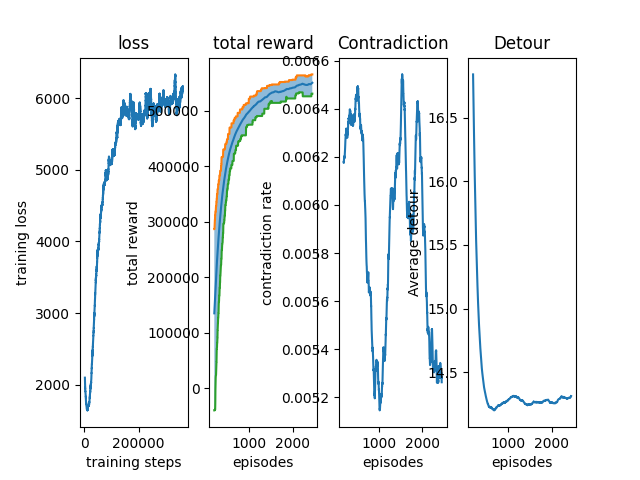 loss
total reward
Contradiction
Detour
training loss
6000
5000
4000
3000
2000
0
200000
training steps
total reward
500000
400000
300000
200000
100000
0
1000
2000
episodes
contradiction rate
0.0066
0.0064
0.0062
0.0060
0.0058
0.0056
0.0054
0.0052
1000
2000
episodes
Average detour
16.5
16.0
15.5
15.0
14.5
1000
2000
episodes